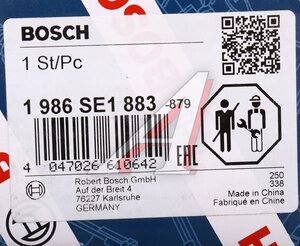 BOSCH
1 St/Pc
1 986 SE1 883 -879
4 047026 610642
EAC
BOSCH
Robert Bosch GmbH
Auf der Breit 4
76227 Karlsruhe
GERMANY
250
338
Made in China
Fabriqué en Chine